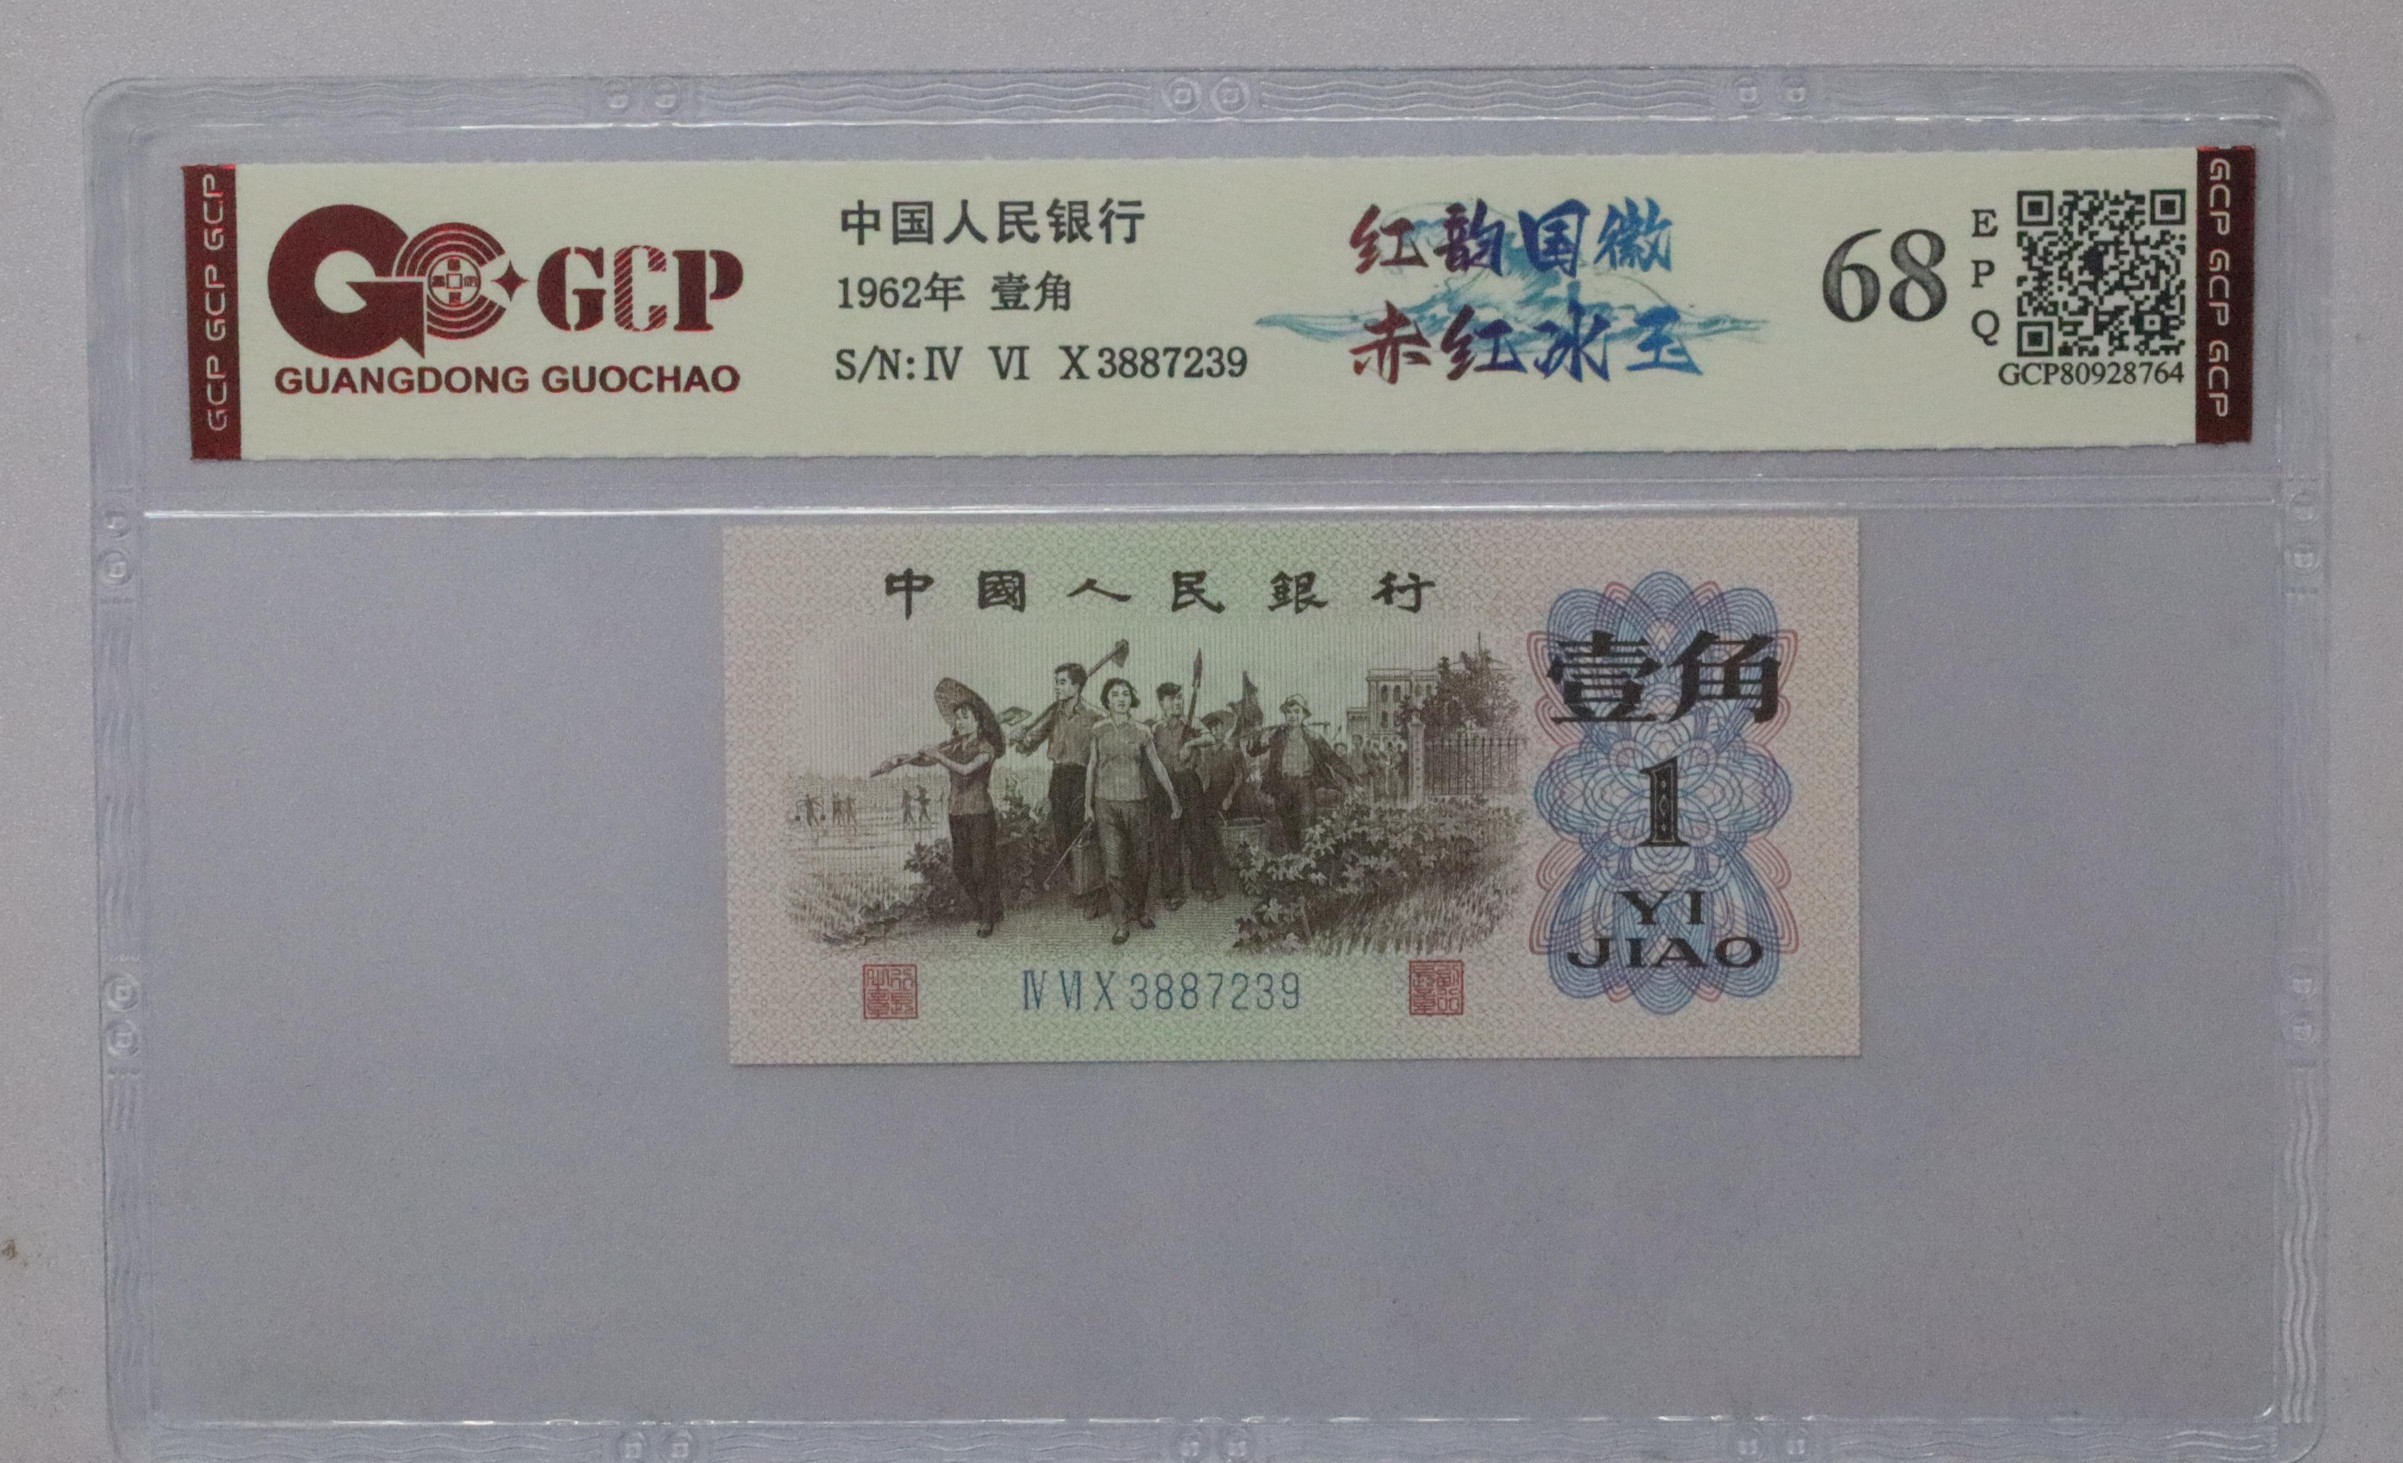 GCP GCP GCP
GCP
GUANGDONG GUOCHAO
中国人民银行
1962年 壹角
S/N:Ⅳ Ⅵ Ⅹ3887239
红韵国徽
赤红冰玉
68
E
P
Q
GCP80928764
GCP GCP GCP
中國人民銀行
壹角
1
YI
JIAO
ⅣⅥⅩ3887239